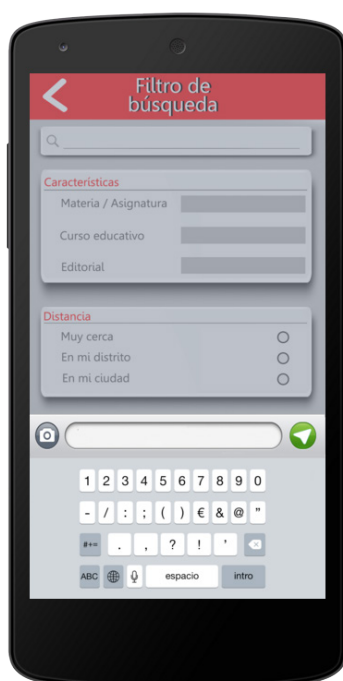 Filtro de
búsqueda
Características
Materia / Asignatura
Curso educativo
Editorial
Distancia
Muy cerca
En mi distrito
En mi ciudad
1 2 3 4 5 6 7 8 9 0
- / : ; ( ) € & @ "
#+= . , ? ! '
ABC espacio intro